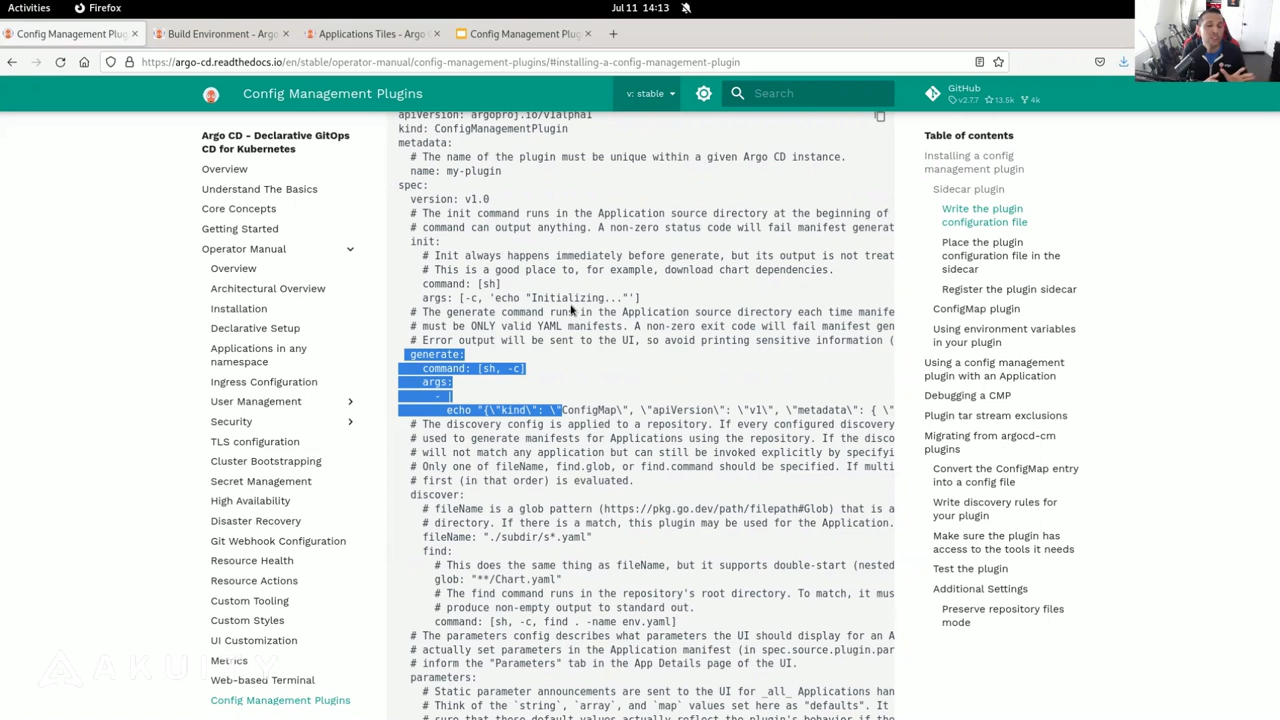 Activities
Firefox
Jul 11 14:13
Config Management Plugins
Build Environment - Argo
Applications Tiles - Argo
Config Management Plug
https://argo-cd.readthedocs.io/en/stable/operator-manual/config-management-plugins/#installing-a-config-management-plugin
Config Management Plugins
v: stable
Search
GitHub
v2.7.7 13.5k 4k
Argo CD - Declarative GitOps
CD for Kubernetes
Overview
Understand The Basics
Core Concepts
Getting Started
Operator Manual
Overview
Architectural Overview
Installation
Declarative Setup
Applications in any
namespace
Ingress Configuration
User Management
Security
TLS configuration
Cluster Bootstrapping
Secret Management
High Availability
Disaster Recovery
Git Webhook Configuration
Resource Health
Resource Actions
Custom Tooling
Custom Styles
UI Customization
Metrics
Web-based Terminal
Config Management Plugins
apiVersion: argoproj.io/v1alpha1
kind: ConfigManagementPlugin
metadata:
# The name of the plugin must be unique within a given Argo CD instance.
name: my-plugin
spec:
version: v1.0
# The init command runs in the Application source directory at the beginning of
# command can output anything. A non-zero status code will fail manifest generat
init:
# Init always happens immediately before generate, but its output is not treat
# This is a good place to, for example, download chart dependencies.
command: [sh]
args: [-c, 'echo "Initializing..."']
# The generate command runs in the Application source directory each time manife
# must be ONLY valid YAML manifests. A non-zero exit code will fail manifest gen
# Error output will be sent to the UI, so avoid printing sensitive information (
generate:
command: [sh, -c]
args:
- |
echo "{\"kind\": \"ConfigMap\", \"apiVersion\": \"v1\", \"metadata\": { \"
# The discovery config is applied to a repository. If every configured discovery
# used to generate manifests for Applications using the repository. If the disco
# will not match any application but can still be invoked explicitly by specifyi
# Only one of fileName, find.glob, or find.command should be specified. If multi
# first (in that order) is evaluated.
discover:
# fileName is a glob pattern (https://pkg.go.dev/path/filepath#Glob) that is a
# directory. If there is a match, this plugin may be used for the Application.
fileName: "./subdir/s*.yaml"
find:
# This does the same thing as fileName, but it supports double-start (nested
glob: "**/Chart.yaml"
# The find command runs in the repository's root directory. To match, it mus
# produce non-empty output to standard out.
command: [sh, -c, find . -name env.yaml]
# The parameters config describes what parameters the UI should display for an A
# actually set parameters in the Application manifest (in spec.source.plugin.par
# inform the "Parameters" tab in the App Details page of the UI.
parameters:
# Static parameter announcements are sent to the UI for _all_ Applications han
# Think of the `string`, `array`, and `map` values set here as "defaults". It
# sure that these default values actually reflect the plugin's behavior if the
Table of contents
Installing a config
management plugin
Sidecar plugin
Write the plugin
configuration file
Place the plugin
configuration file in the
sidecar
Register the plugin sidecar
ConfigMap plugin
Using environment variables
in your plugin
Using a config management
plugin with an Application
Debugging a CMP
Plugin tar stream exclusions
Migrating from argocd-cm
plugins
Convert the ConfigMap entry
into a config file
Write discovery rules for
your plugin
Make sure the plugin has
access to the tools it needs
Test the plugin
Additional Settings
Preserve repository files
mode
AKUITY